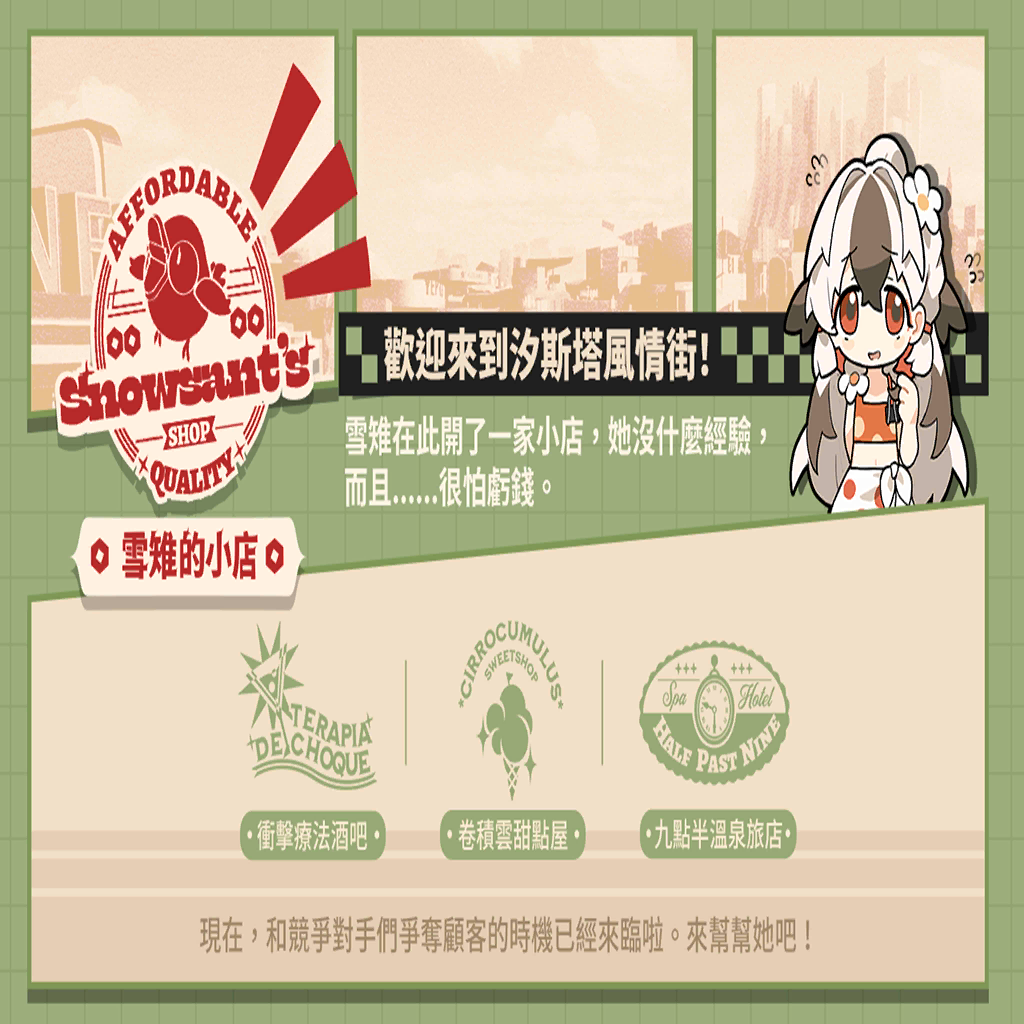 AFFORDABLE
Snowsant's
SHOP
QUALITY
雪雉的小店
歡迎來到汐斯塔風情街!
雪雉在此開了一家小店，她沒什麼經驗，
而且......很怕虧錢。
TERAPIA
DE CHOQUE
衝擊療法酒吧
CIRROCUMULUS
SWEETSHOP
卷積雲甜點屋
Spa Hotel
HALF PAST NINE
九點半溫泉旅店
現在，和競爭對手們爭奪顧客的時機已經來臨啦。來幫幫她吧！